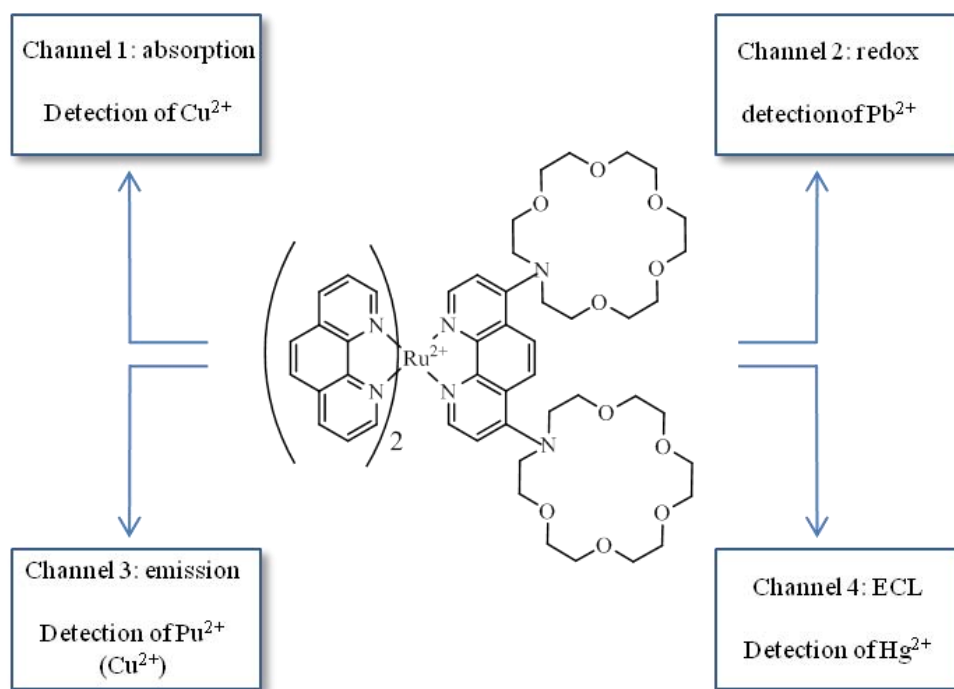 Channel 1: absorption
Detection of Cu²⁺
Channel 2: redox
detection of Pb²⁺
O
O
O
O
O
N
N
N
Ru²⁺
N
N
2
N
O
O
O
O
O
Channel 3: emission
Detection of Pu²⁺
(Cu²⁺)
Channel 4: ECL
Detection of Hg²⁺